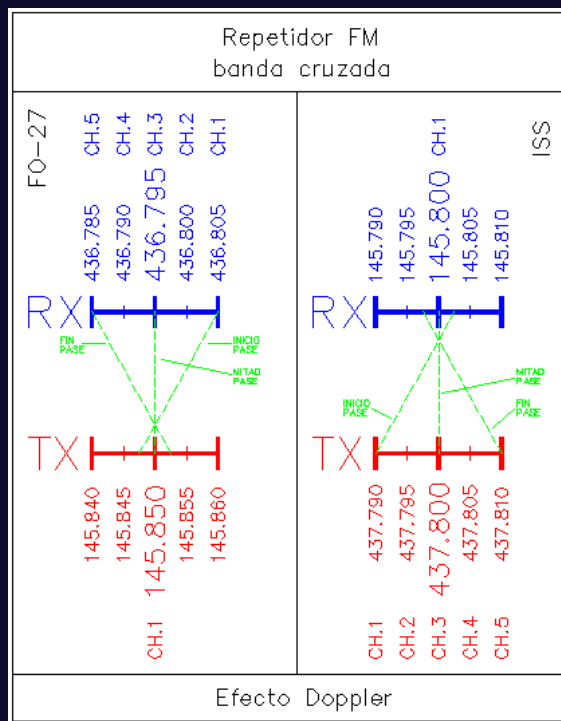 Repetidor FM
banda cruzada
FO-27
436.785 CH.5
436.790 CH.4
436.795 CH.3
436.800 CH.2
436.805 CH.1
RX
FIN
PASE
INICIO
PASE
MITAD
PASE
TX
145.840
145.845
CH.1 145.850
145.855
145.860
ISS
145.790
145.795
145.800 CH.1
145.805
145.810
RX
INICIO
PASE
MITAD
PASE
FIN
PASE
TX
CH.1 437.790
CH.2 437.795
CH.3 437.800
CH.4 437.805
CH.5 437.810
Efecto Doppler